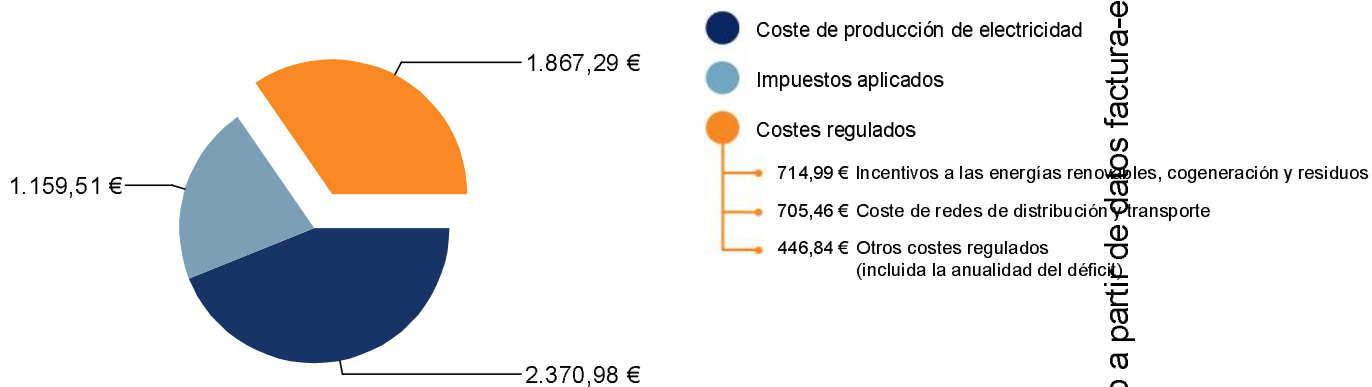 1.867,29 €
1.159,51 €
2.370,98 €
Coste de producción de electricidad
Impuestos aplicados
Costes regulados
714,99 € Incentivos a las energías renovables, cogeneración y residuos
705,46 € Coste de redes de distribución y transporte
446,84 € Otros costes regulados
(incluida la anualidad del déficit)
o a partir de datos factura-e